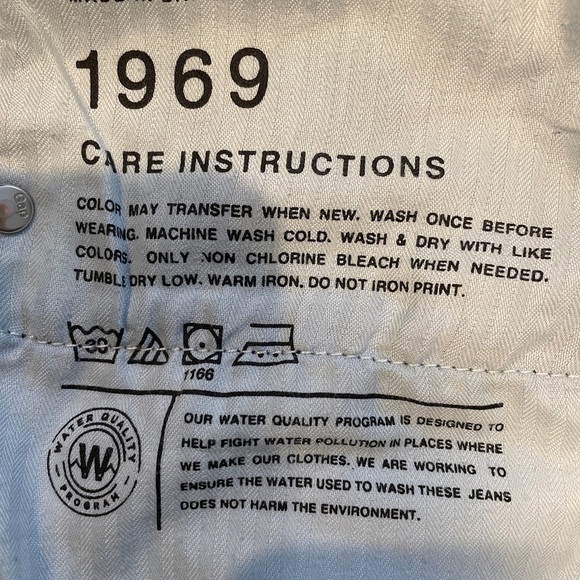 MADE IN
1969
CARE INSTRUCTIONS
GAP
COLOR MAY TRANSFER WHEN NEW. WASH ONCE BEFORE
WEARING. MACHINE WASH COLD. WASH & DRY WITH LIKE
COLORS. ONLY NON CHLORINE BLEACH WHEN NEEDED.
TUMBLE DRY LOW. WARM IRON. DO NOT IRON PRINT.
30
1166
WATER QUALITY
W
PROGRAM
OUR WATER QUALITY PROGRAM IS DESIGNED TO
HELP FIGHT WATER POLLUTION IN PLACES WHERE
WE MAKE OUR CLOTHES. WE ARE WORKING TO
ENSURE THE WATER USED TO WASH THESE JEANS
DOES NOT HARM THE ENVIRONMENT.